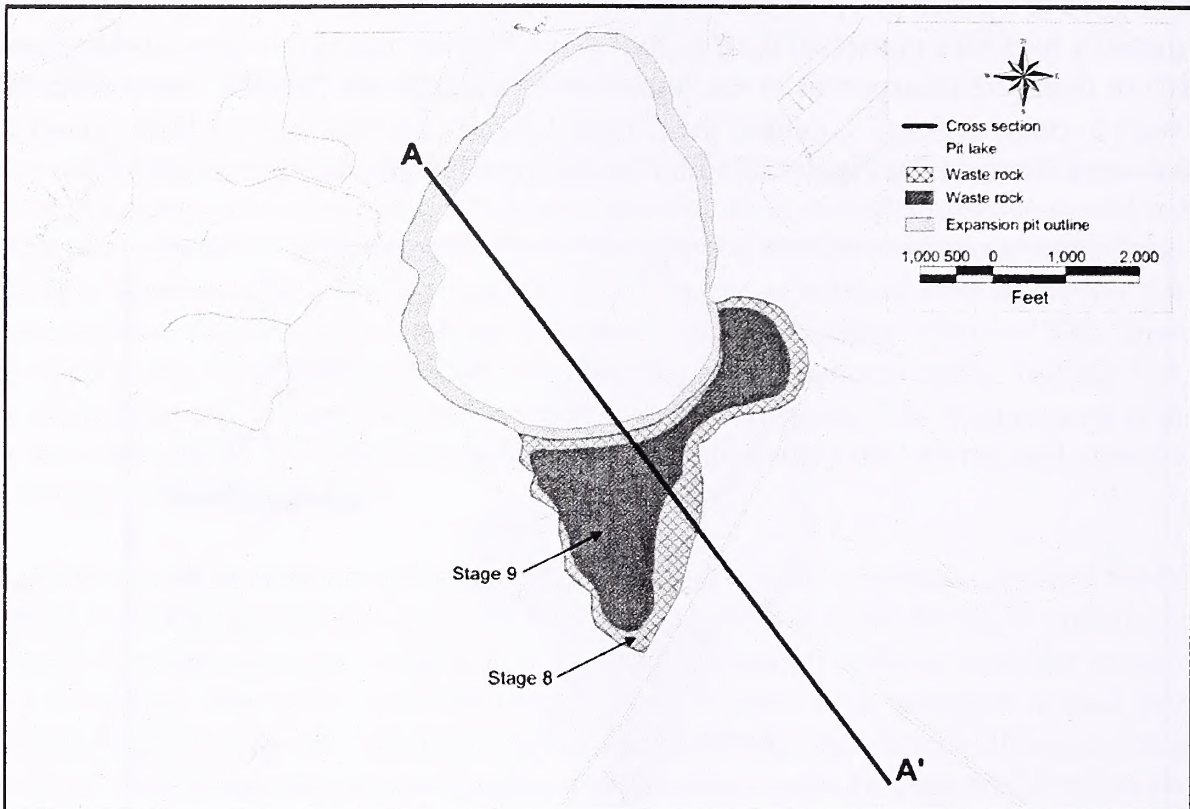 A
Cross section
Pit lake
Waste rock
Waste rock
Expansion pit outline
1,000 500 0 1,000 2,000
Feet
Stage 9
Stage 8
A'